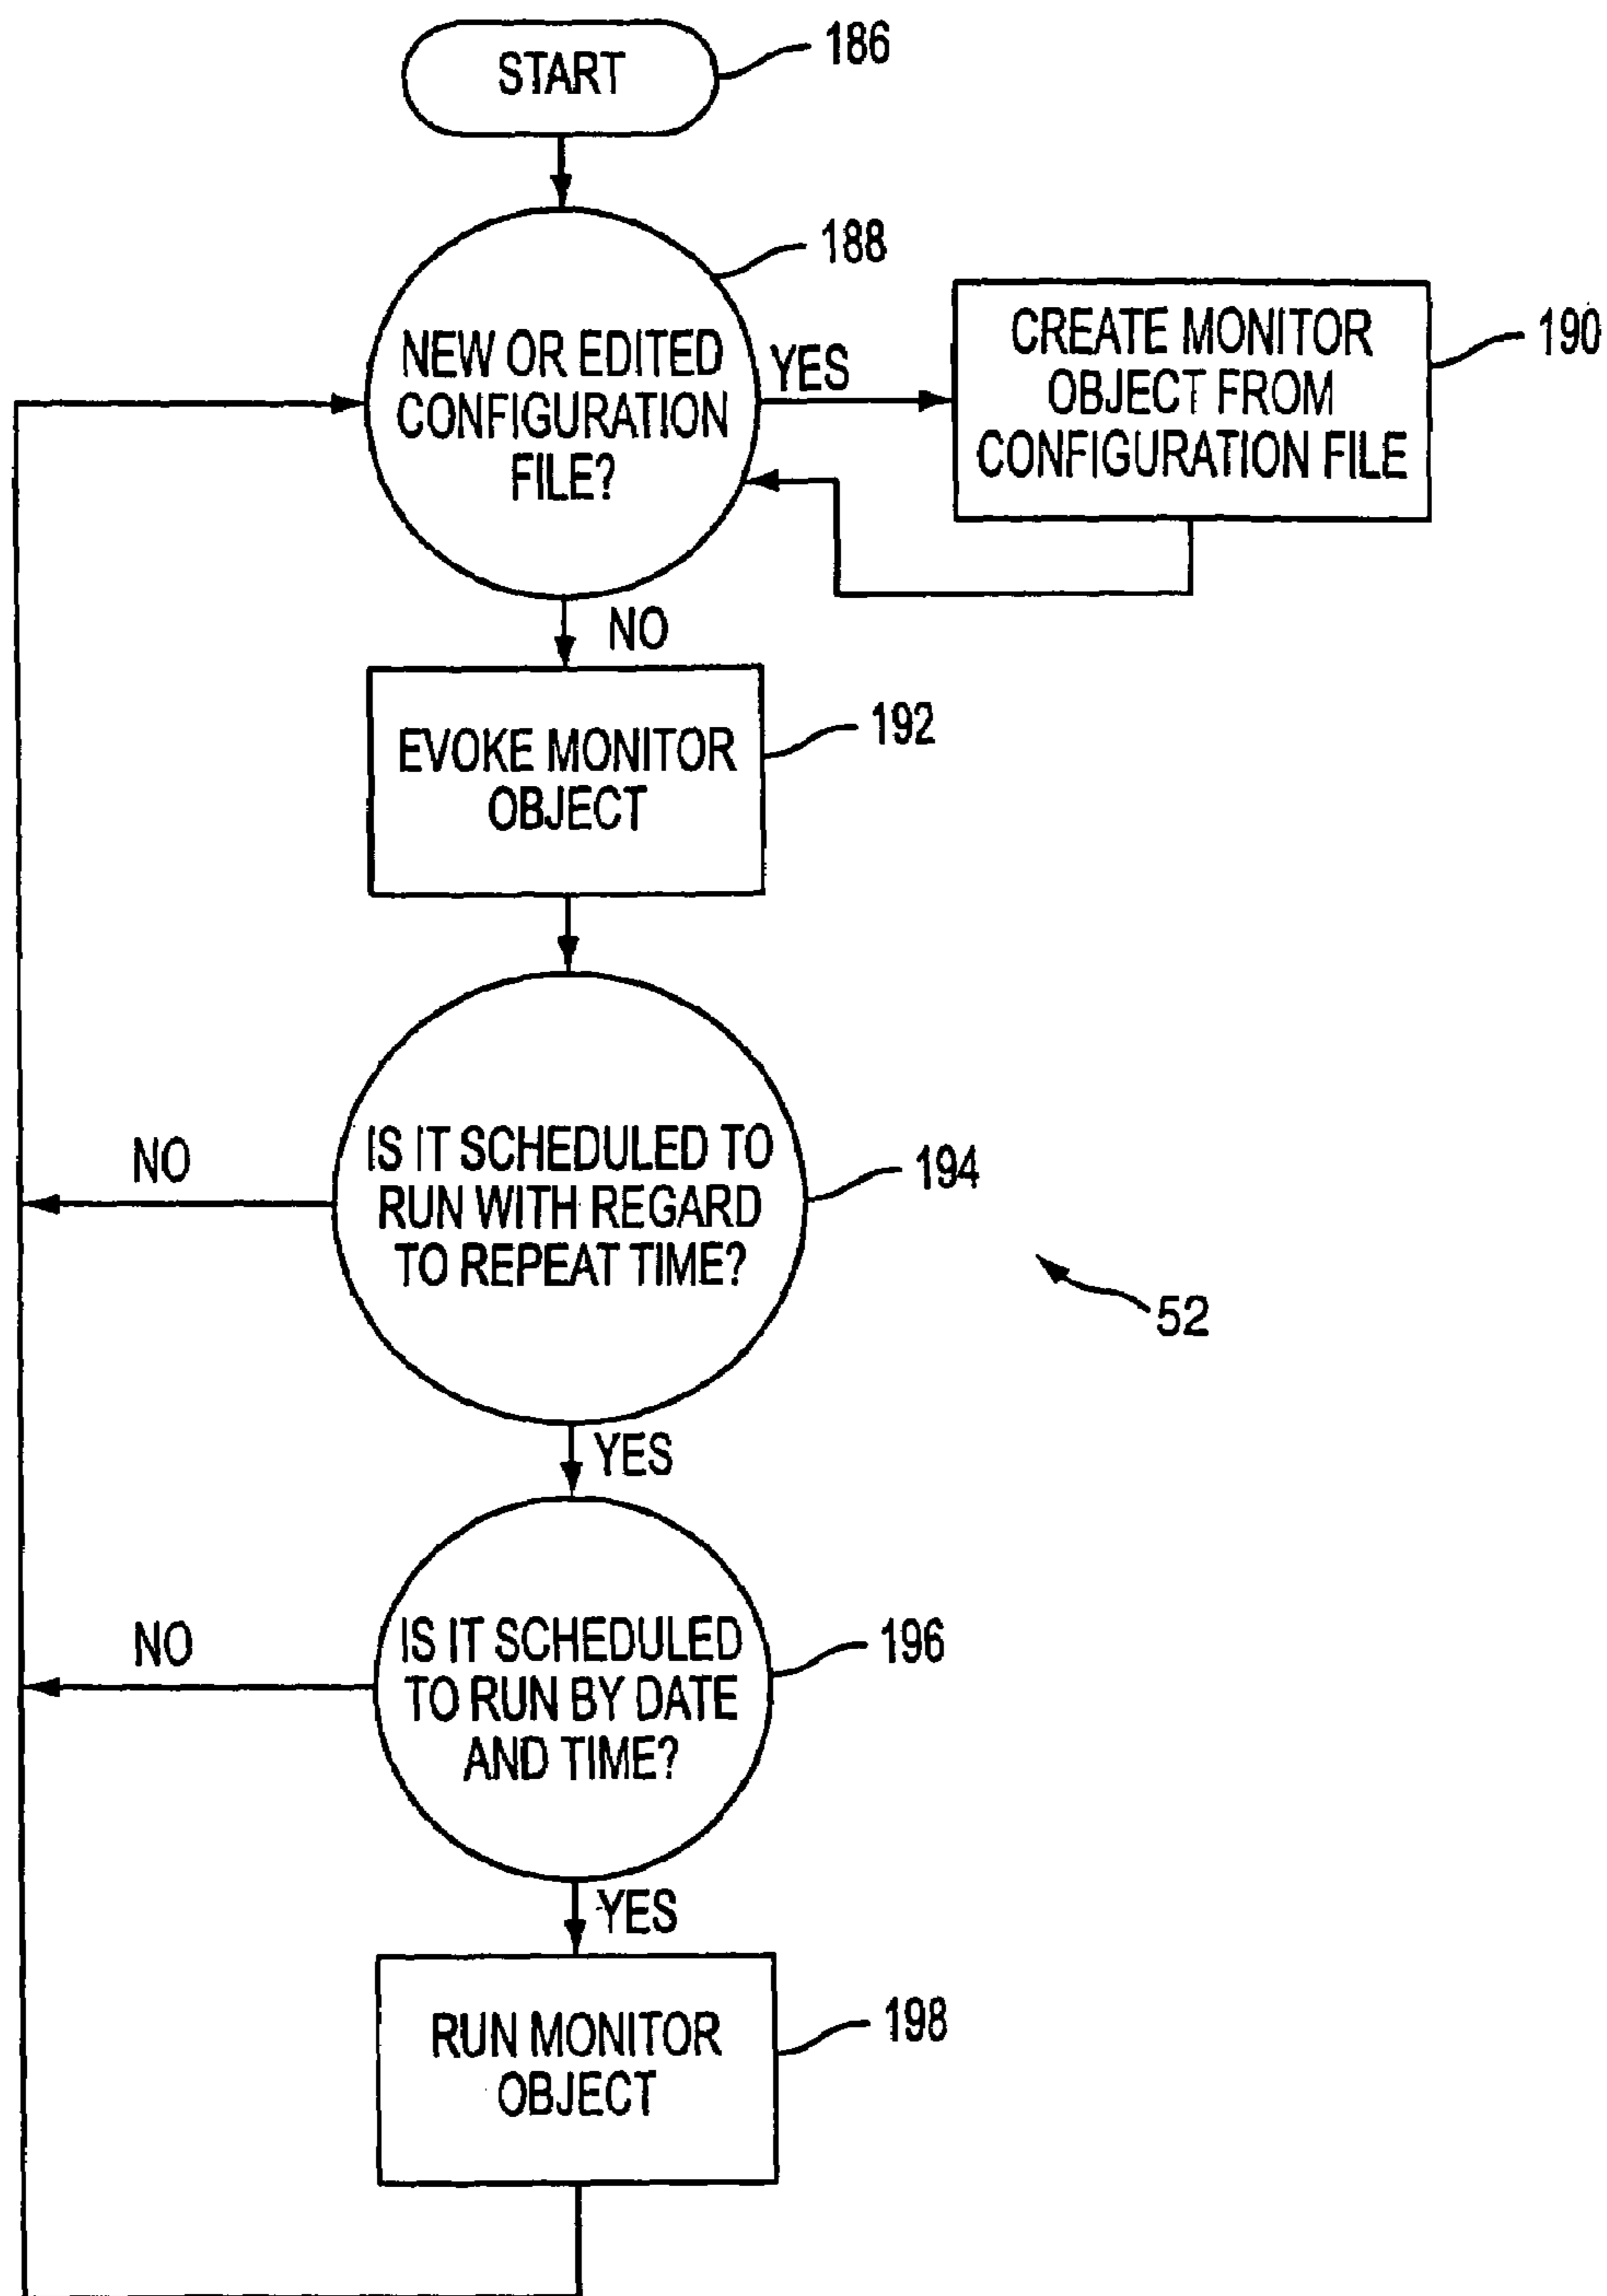 START
186
188
NEW OR EDITED
CONFIGURATION
FILE?
YES
CREATE MONITOR
OBJECT FROM
CONFIGURATION FILE
190
NO
EVOKE MONITOR
OBJECT
192
NO
IS IT SCHEDULED TO
RUN WITH REGARD
TO REPEAT TIME?
194
52
YES
NO
IS IT SCHEDULED
TO RUN BY DATE
AND TIME?
196
YES
RUN MONITOR
OBJECT
198